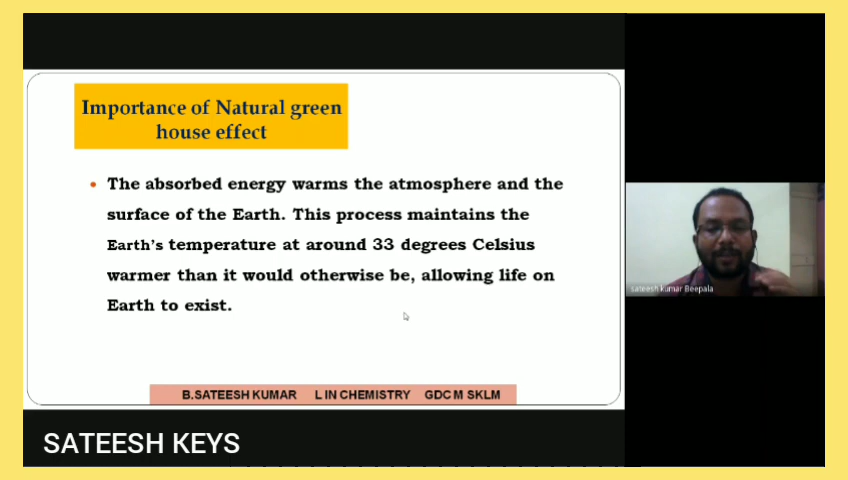 Importance of Natural green
house effect
• The absorbed energy warms the atmosphere and the
surface of the Earth. This process maintains the
Earth's temperature at around 33 degrees Celsius
warmer than it would otherwise be, allowing life on
Earth to exist.
sateesh kumar Beepala
B.SATEESH KUMAR L IN CHEMISTRY GDC M SKLM
SATEESH KEYS